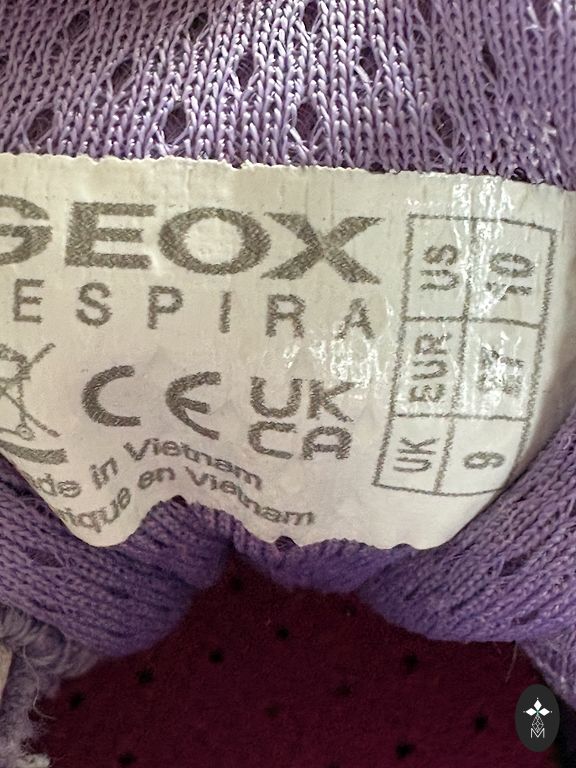 GEOX
ESPIRA
CE UK
CA
de in Vietnam
ique en Vietnam
US 10
EUR 27
UK 9
M